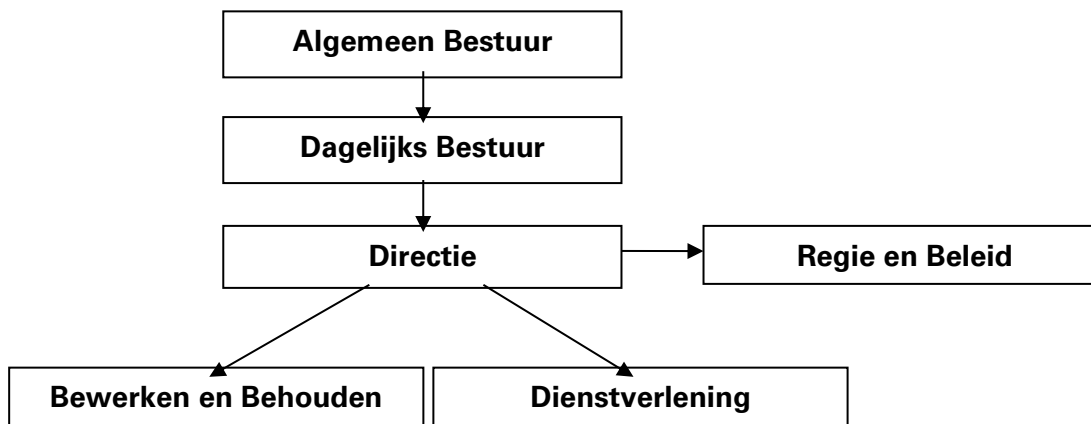 Algemeen Bestuur
Dagelijks Bestuur
Directie
Regie en Beleid
Bewerken en Behouden
Dienstverlening